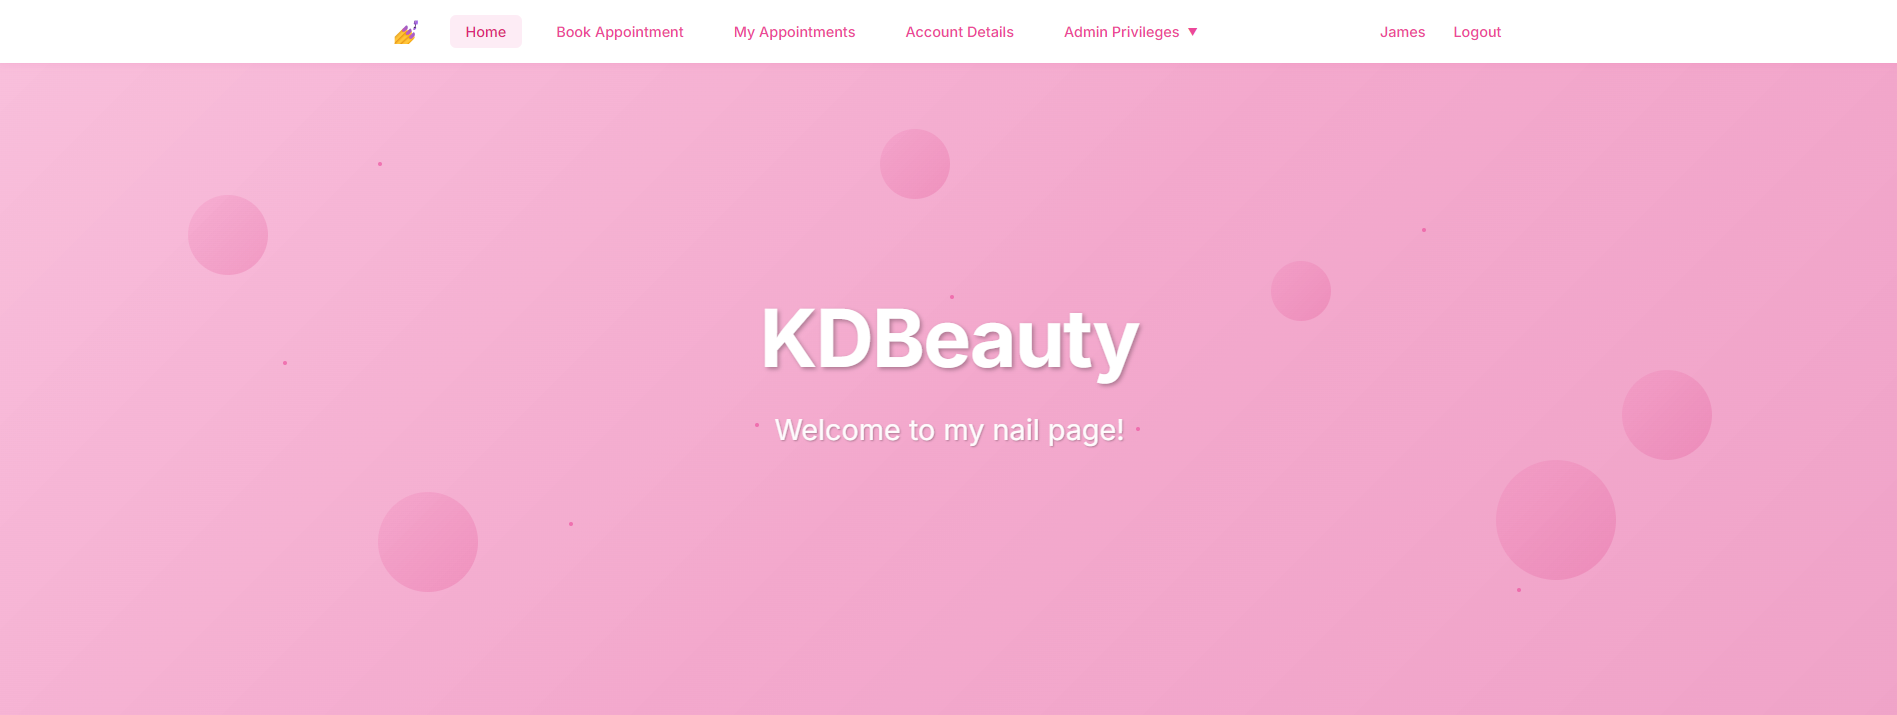 Home Book Appointment My Appointments Account Details Admin Privileges ▼ James Logout
KDBeauty
Welcome to my nail page!